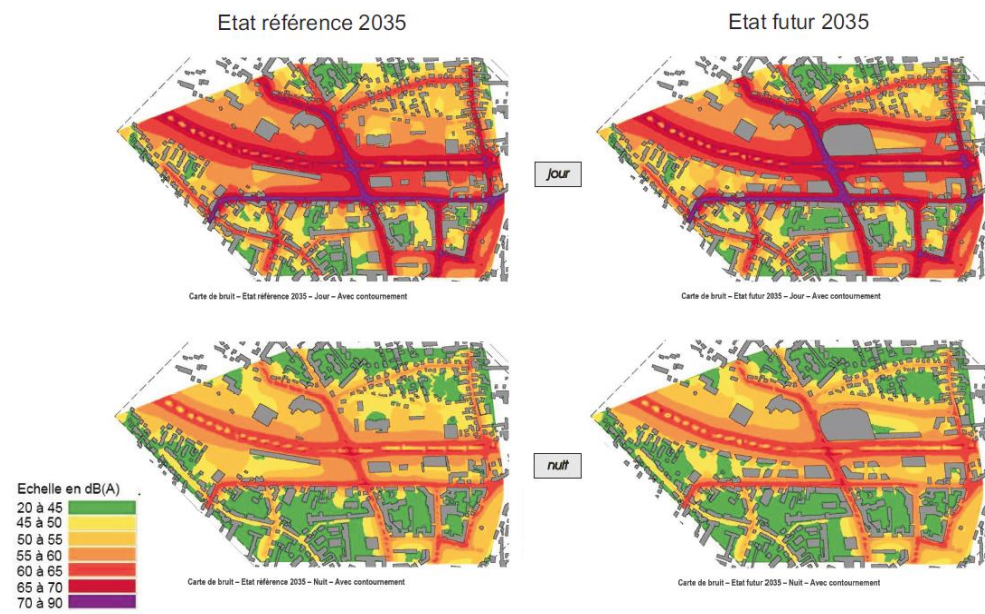 Etat référence 2035
Etat futur 2035
jour
Carte de bruit – Etat référence 2035 – Jour – Avec contournement
Carte de bruit – Etat futur 2035 – Jour – Avec contournement
nuit
Echelle en dB(A)
20 à 45
45 à 50
50 à 55
55 à 60
60 à 65
65 à 70
70 à 90
Carte de bruit – Etat référence 2035 – Nuit – Avec contournement
Carte de bruit – Etat futur 2035 – Nuit – Avec contournement